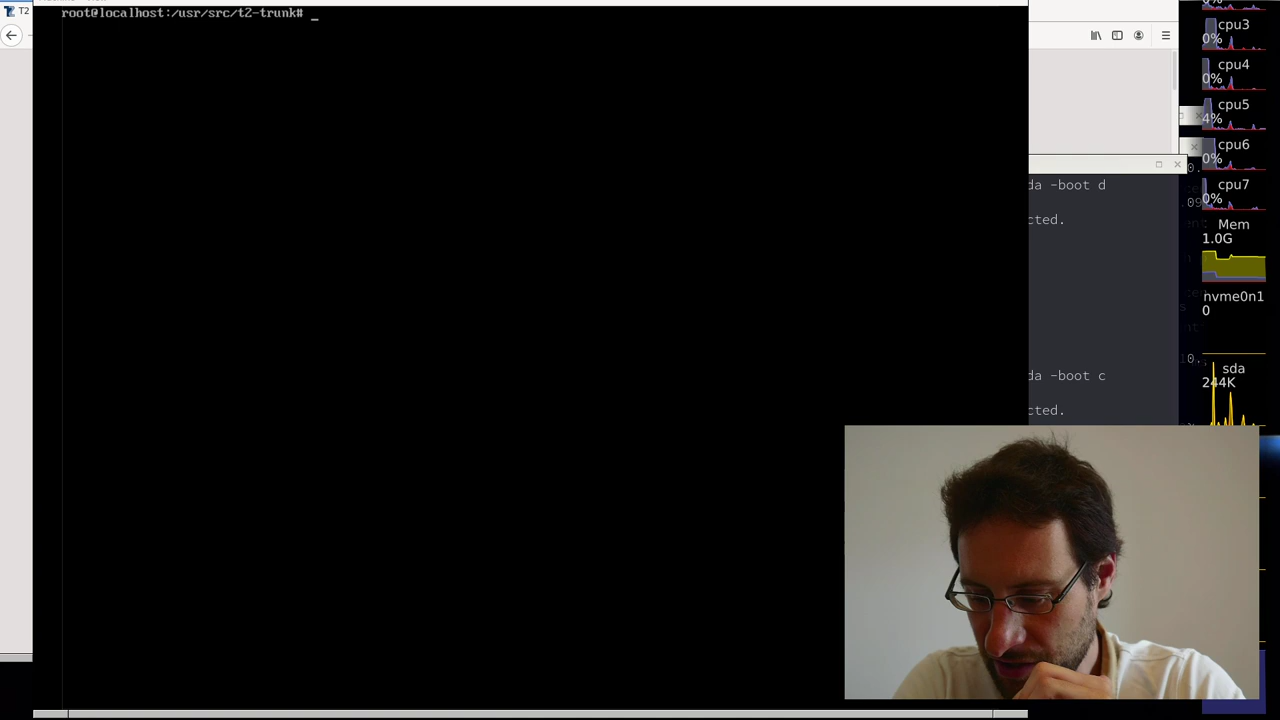 root@localhost:/usr/src/t2-trunk# _
T2
cpu3
0%
cpu4
0%
cpu5
4%
cpu6
0%
cpu7
0%
Mem
1.0G
nvme0n1
0
sda
244K
da -boot d
cted.
da -boot c
cted.